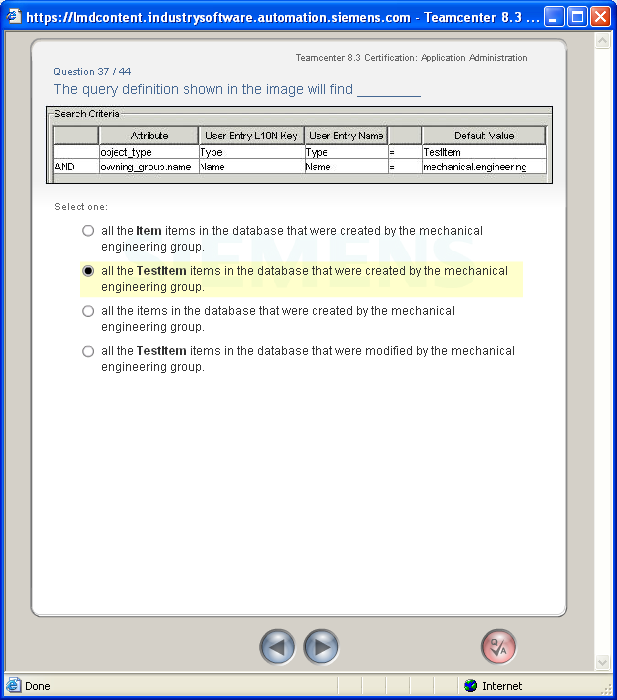 https://lmdcontent.industrysoftware.automation.siemens.com - Teamcenter 8.3 ...
Teamcenter 8.3 Certification: Application Administration
Question 37 / 44
The query definition shown in the image will find ________
Search Criteria
Attribute User Entry L10N Key User Entry Name Default Value
object_type Type Type = TestItem
AND owning_group.name Name Name = mechanical.engineering
Select one:
all the Item items in the database that were created by the mechanical
engineering group.
SIEMENS
all the TestItem items in the database that were created by the mechanical
engineering group.
all the items in the database that were created by the mechanical
engineering group.
all the TestItem items in the database that were modified by the mechanical
engineering group.
Q/A
Done Internet